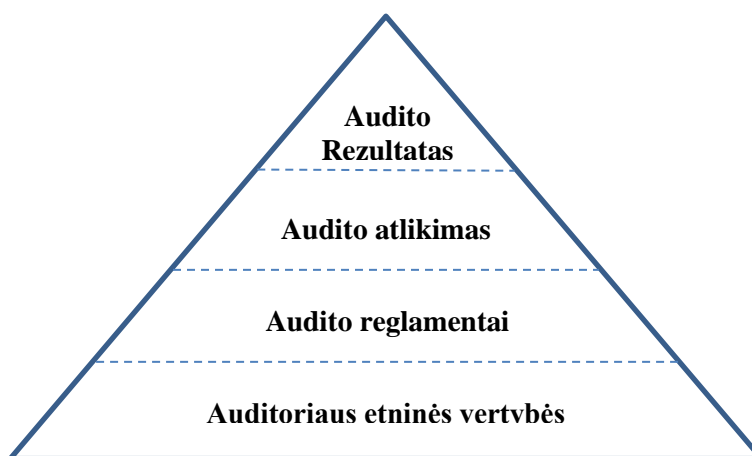 Audito
Rezultatas
Audito atlikimas
Audito reglamentai
Auditoriaus etninės vertybės